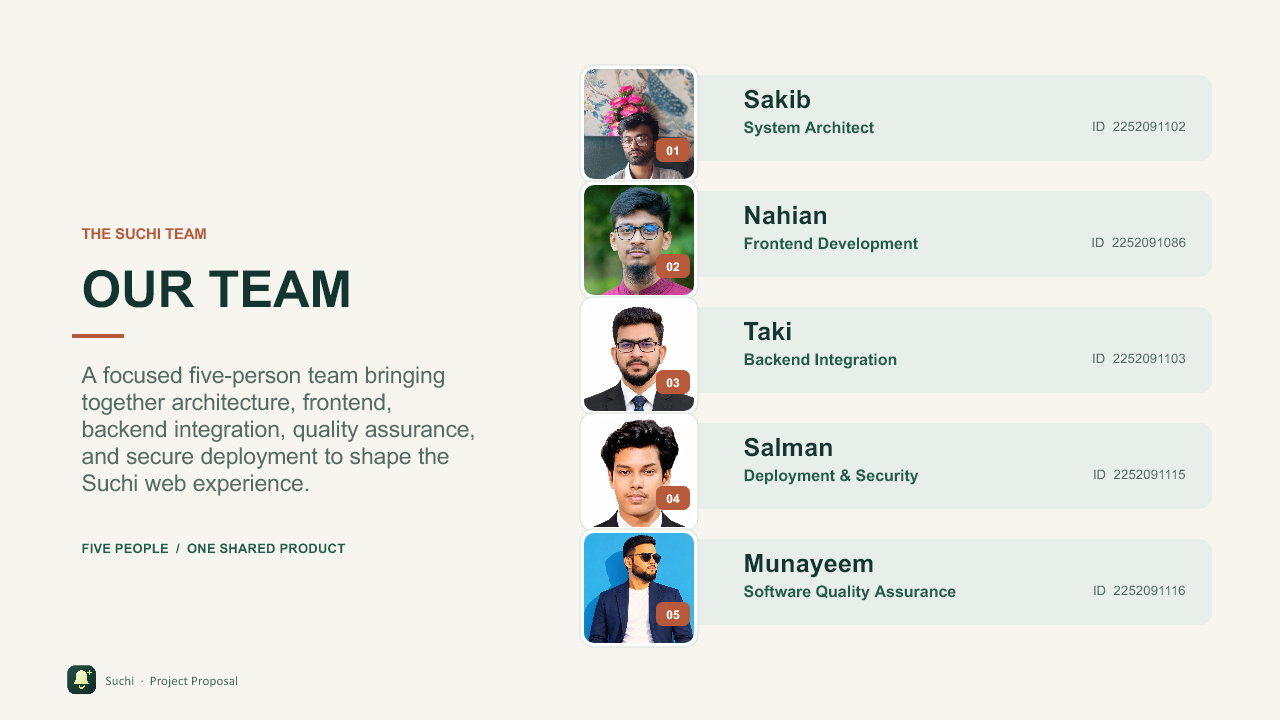 THE SUCHI TEAM
OUR TEAM
A focused five-person team bringing
together architecture, frontend,
backend integration, quality assurance,
and secure deployment to shape the
Suchi web experience.
FIVE PEOPLE / ONE SHARED PRODUCT
01
Sakib
System Architect
ID 2252091102
02
Nahian
Frontend Development
ID 2252091086
03
Taki
Backend Integration
ID 2252091103
04
Salman
Deployment & Security
ID 2252091115
05
Munayeem
Software Quality Assurance
ID 2252091116
Suchi · Project Proposal